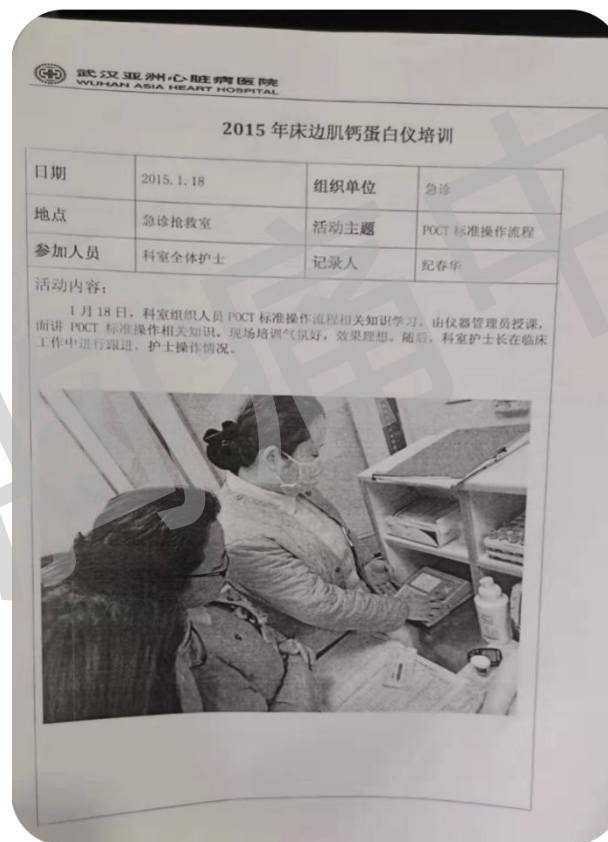 武汉亚洲心脏病医院
WUHAN ASIA HEART HOSPITAL
2015 年床边肌钙蛋白仪培训
日期 2015.1.18 组织单位 急诊
地点 急诊抢救室 活动主题 POCT 标准操作流程
参加人员 科室全体护士 记录人 纪春华
活动内容：
1 月 18 日，科室组织人员 POCT 标准操作流程相关知识学习。由仪器管理员授课，
面讲 POCT 标准操作相关知识。现场培训气氛好，效果理想。随后，科室护士长在临床
工作中进行跟进，护士操作情况。